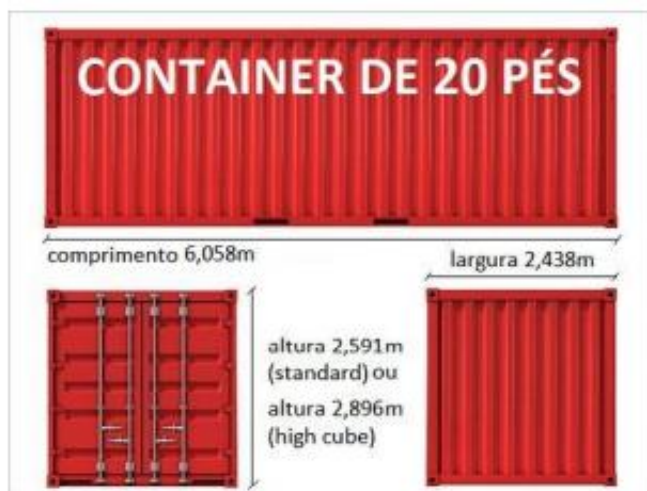 CONTAINER DE 20 PÉS
comprimento 6,058m
largura 2,438m
altura 2,591m
(standard) ou
altura 2,896m
(high cube)